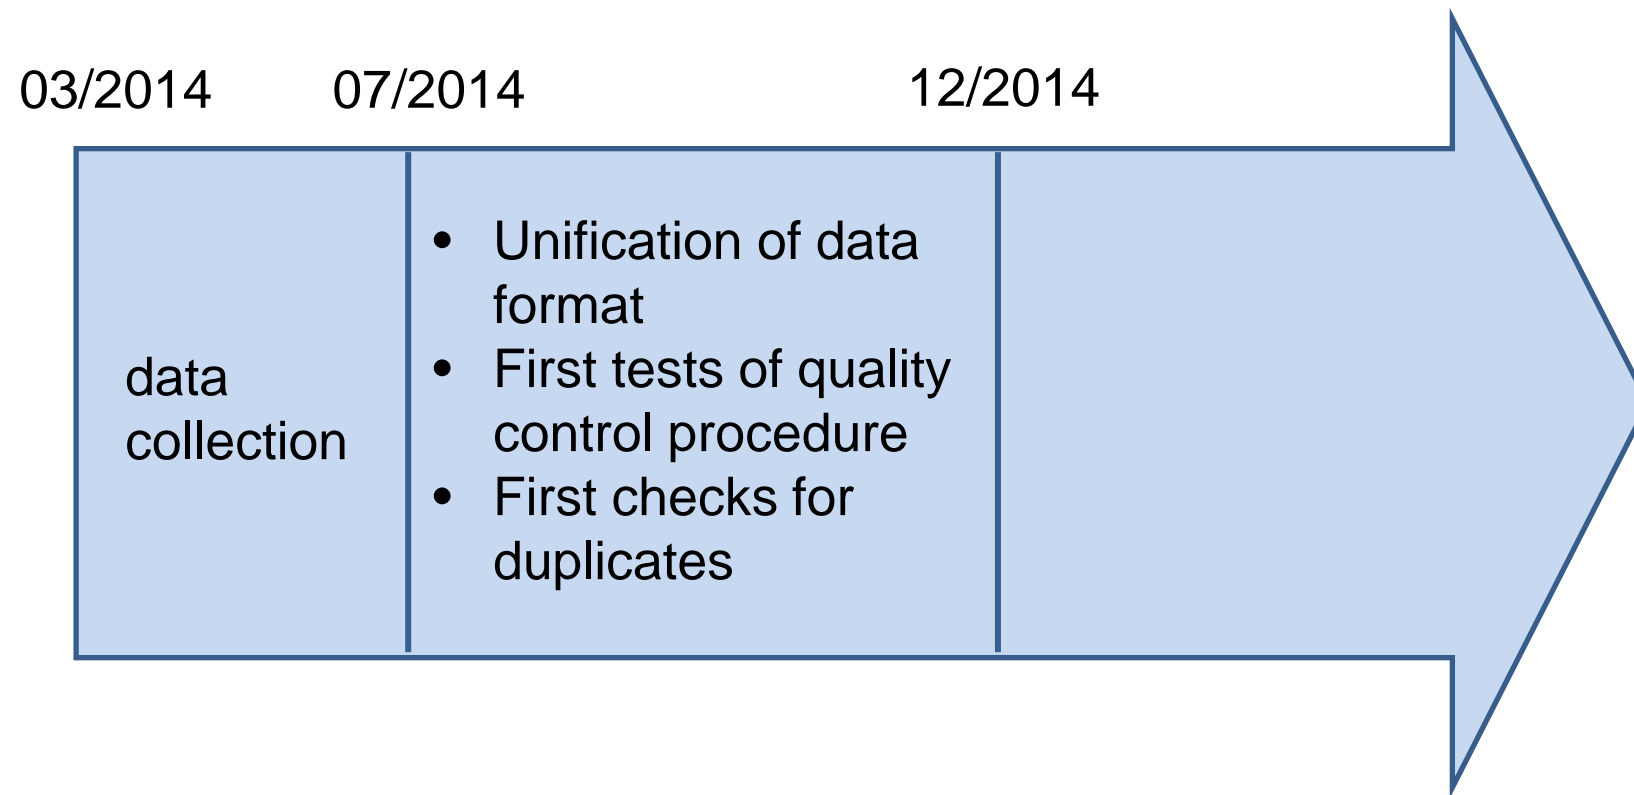 03/2014
07/2014
12/2014
data
collection
• Unification of data
format
• First tests of quality
control procedure
• First checks for
duplicates